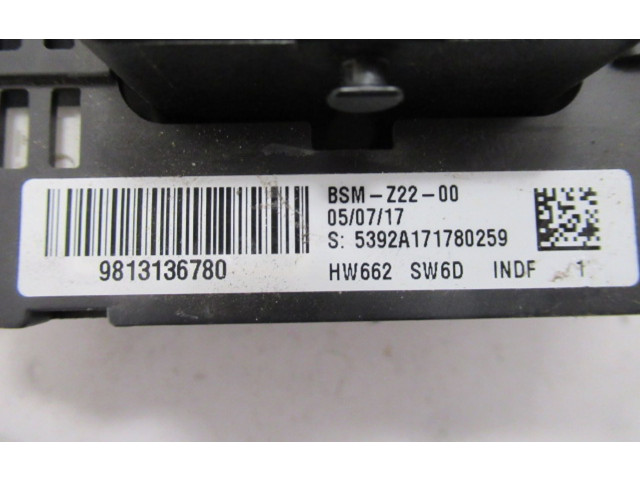 BSM-Z22-00
05/07/17
S: 5392A171780259
9813136780
HW662 SW6D INDF 1